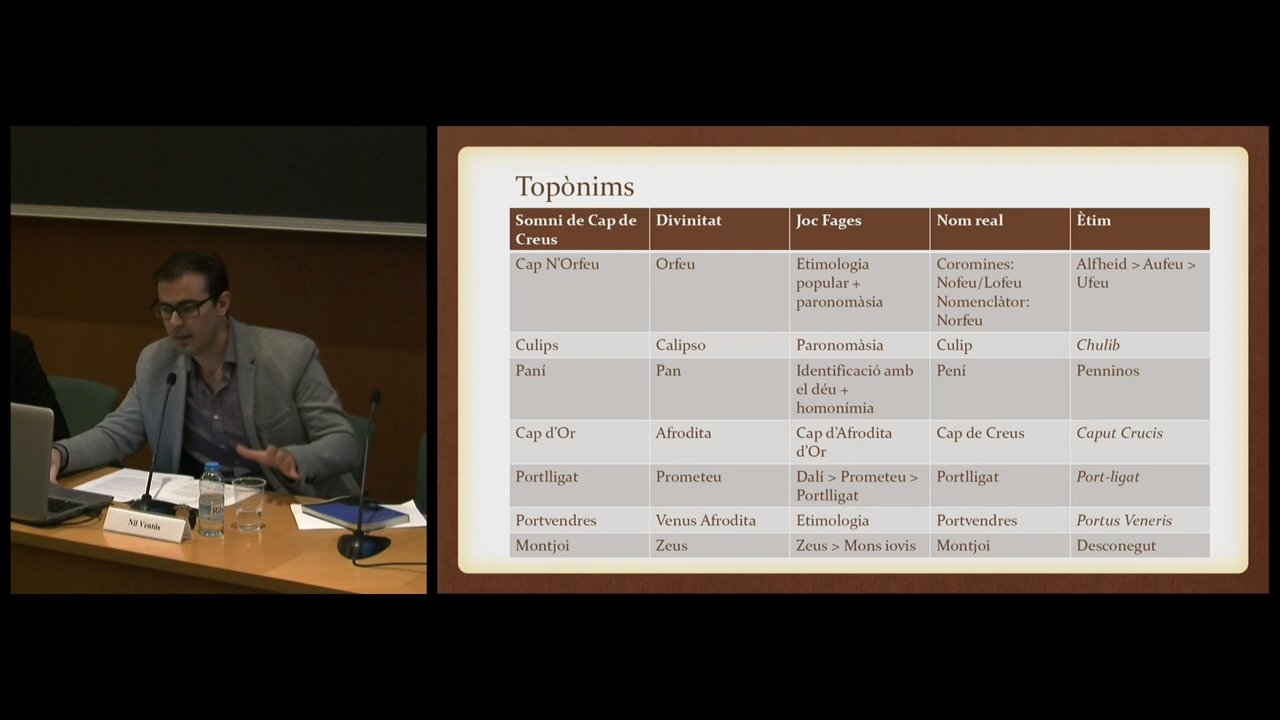 Topònims
Somni de Cap de Creus Divinitat Joc Fages Nom real Ètim
Cap N'Orfeu Orfeu Etimologia popular + paronomàsia Coromines: Nofeu/Lofeu Nomenclàtor: Norfeu Alfheid > Aufeu > Ufeu
Culips Calipso Paronomàsia Culip Chulib
Paní Pan Identificació amb el déu + homonímia Pení Penninos
Cap d'Or Afrodita Cap d'Afrodita d'Or Cap de Creus Caput Crucis
Portlligat Prometeu Dalí > Prometeu > Portlligat Portlligat Port-ligat
Portvendres Venus Afrodita Etimologia Portvendres Portus Veneris
Montjoi Zeus Zeus > Mons iovis Montjoi Desconegut
Nil Ventós